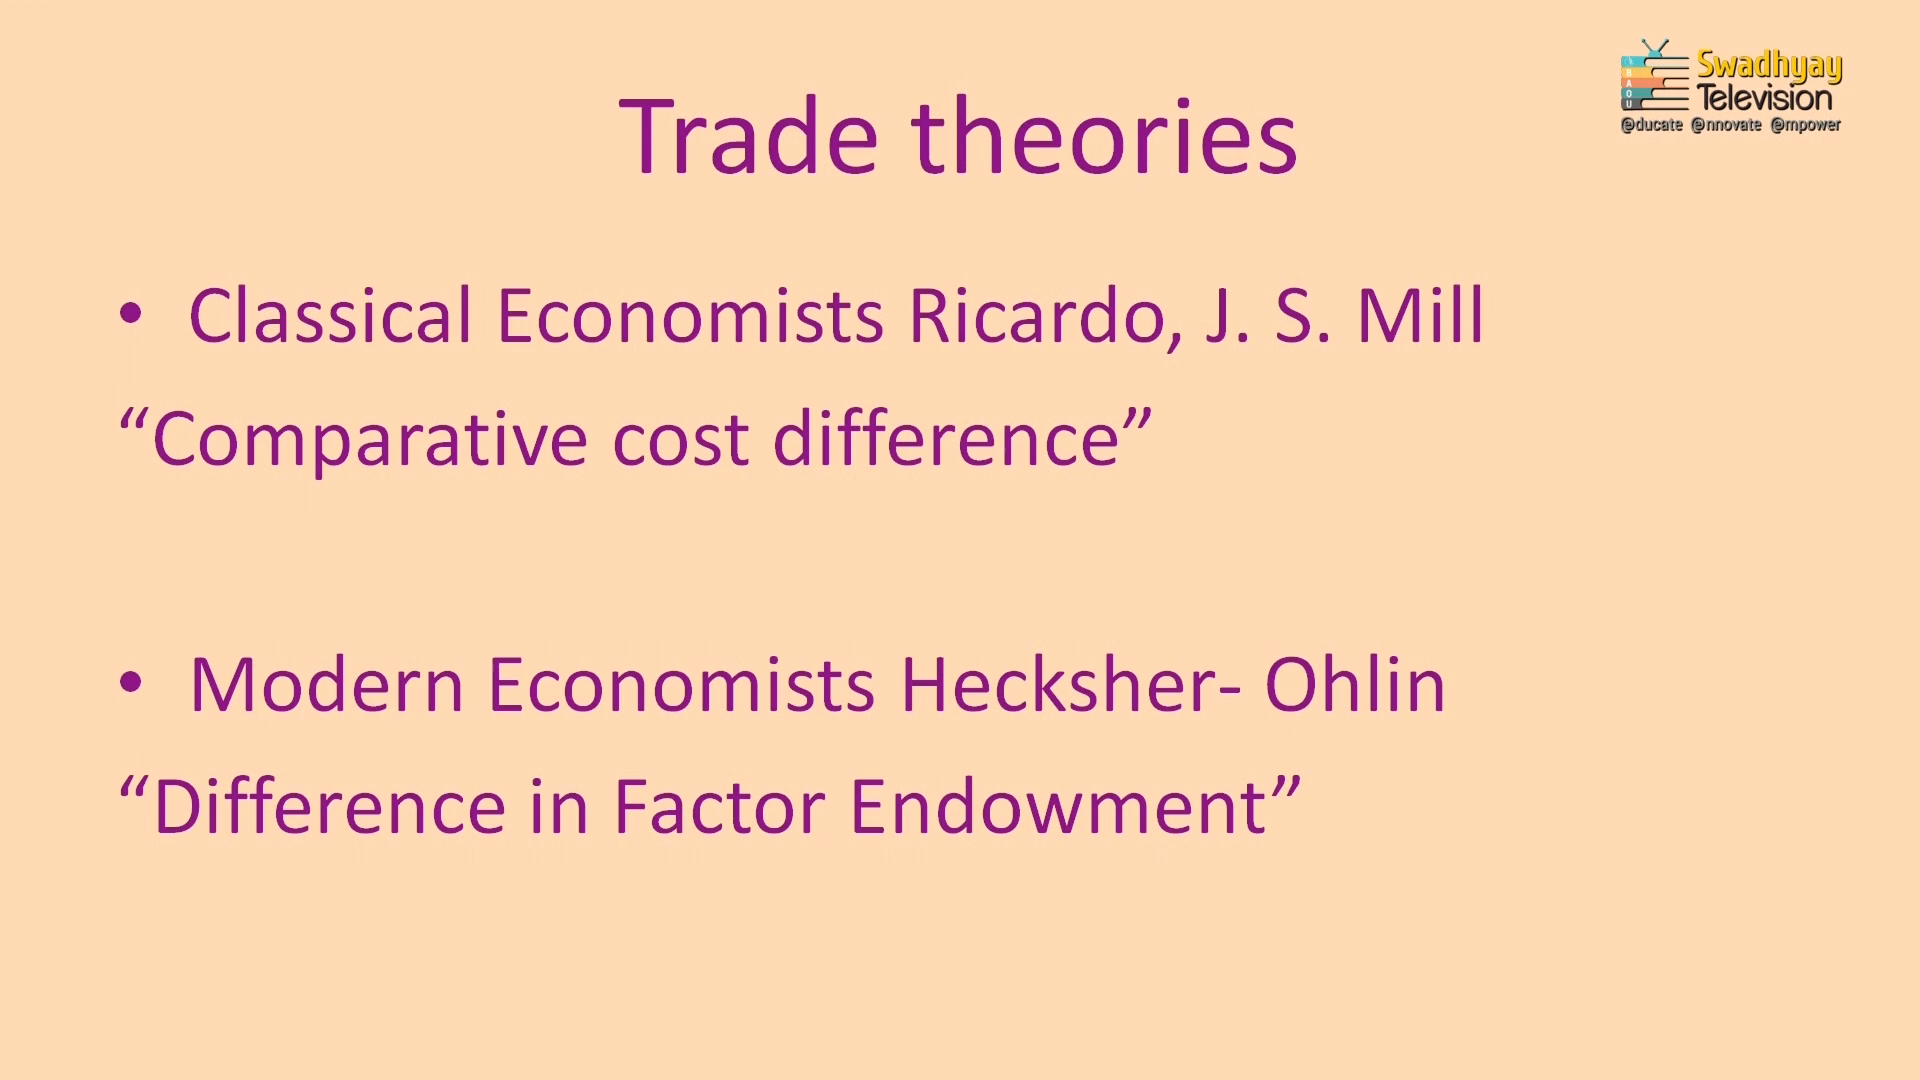 Swadhyay
Television
@ducate @nnovate @mpower
Trade theories
• Classical Economists Ricardo, J. S. Mill
“Comparative cost difference”
• Modern Economists Hecksher- Ohlin
“Difference in Factor Endowment”